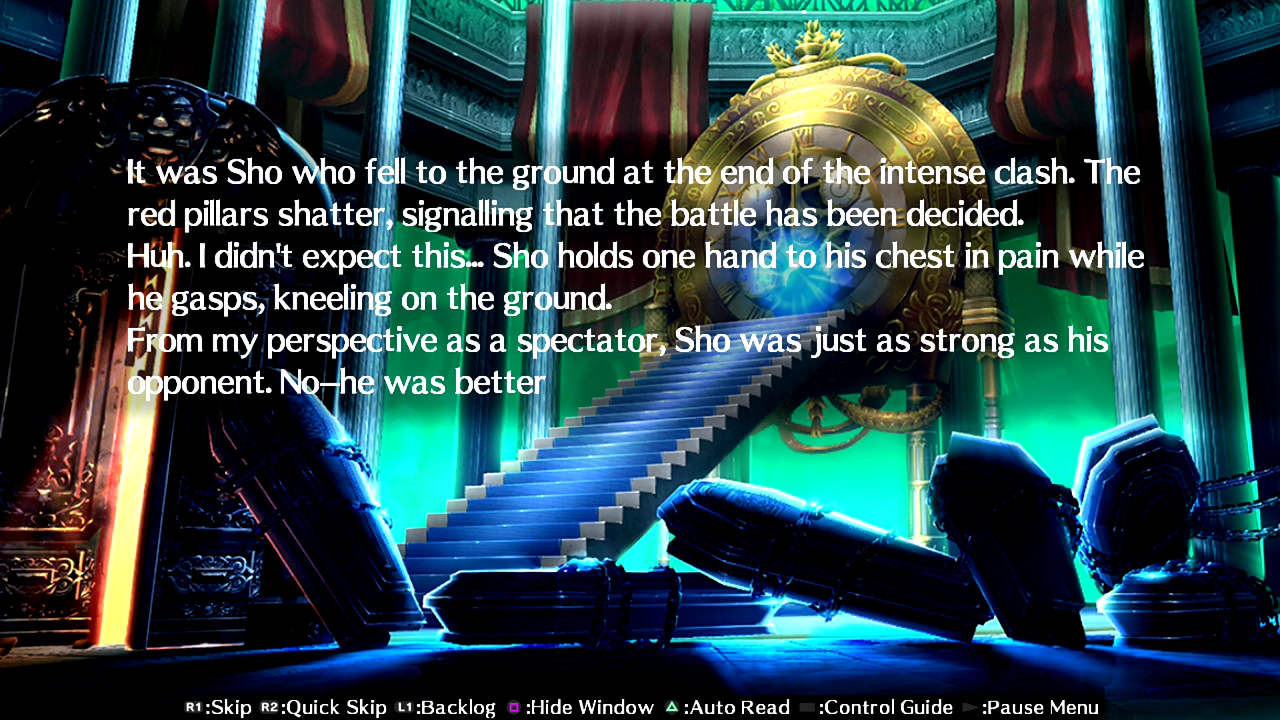 It was Sho who fell to the ground at the end of the intense clash. The
red pillars shatter, signalling that the battle has been decided.
Huh. I didn't expect this... Sho holds one hand to his chest in pain while
he gasps, kneeling on the ground.
From my perspective as a spectator, Sho was just as strong as his
opponent. No—he was better
R1:Skip R2:Quick Skip L1:Backlog :Hide Window :Auto Read :Control Guide :Pause Menu